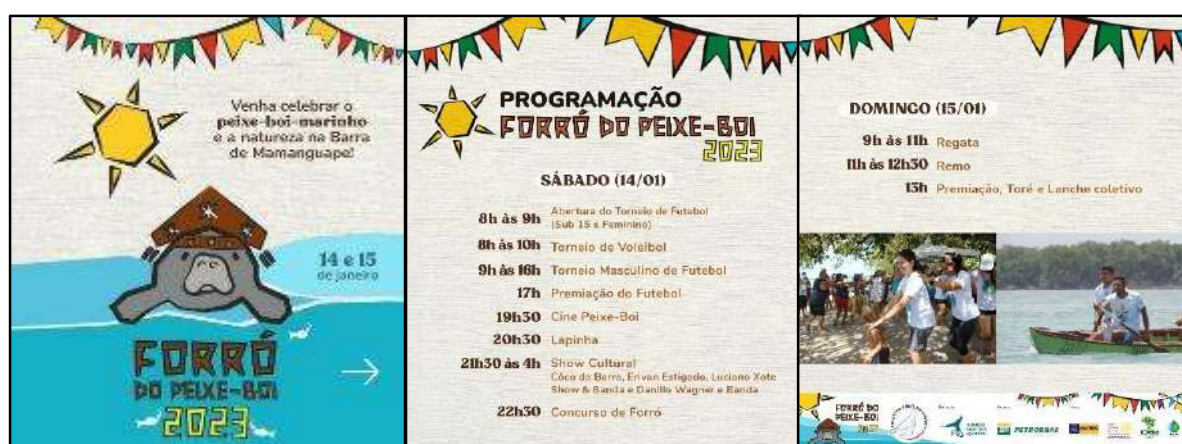 Venha celebrar o
peixe-boi-marinho
e a natureza na Barra
de Mamanguape!
14 e 15
de janeiro
FORRÓ
DO PEIXE-BOI
2023
PROGRAMAÇÃO
FORRÓ DO PEIXE-BOI
2023
SÁBADO (14/01)
8h às 9h Abertura do Torneio de Futebol
(Sub 15 e Feminino)
8h às 10h Torneio de Voleibol
9h às 16h Torneio Masculino de Futebol
17h Premiação do Futebol
19h30 Cine Peixe-Boi
20h30 Lapinha
21h30 às 4h Show Cultural
Côco da Barra, Erivan Estigado, Luciano Xote
Show & Banda e Danillo Wagner e Banda
22h30 Concurso de Forró
DOMINGO (15/01)
9h às 11h Regata
11h às 12h30 Remo
13h Premiação, Toré e Lanche coletivo
FORRÓ DO
PEIXE-BOI
2023
PETROBRAS